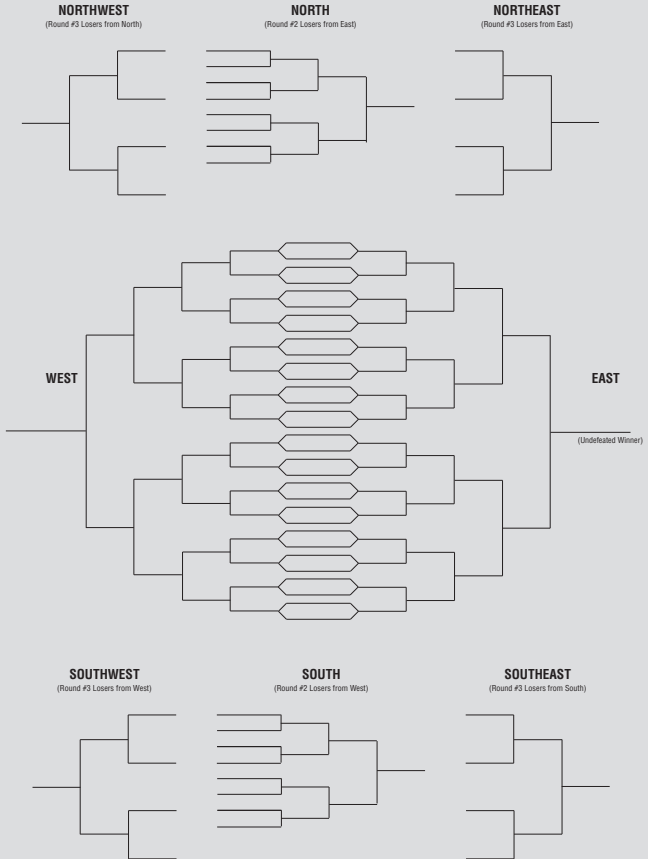 NORTHWEST
(Round #3 Losers from North)
NORTH
(Round #2 Losers from East)
NORTHEAST
(Round #3 Losers from East)
WEST
EAST
(Undefeated Winner)
SOUTHWEST
(Round #3 Losers from West)
SOUTH
(Round #2 Losers from West)
SOUTHEAST
(Round #3 Losers from South)